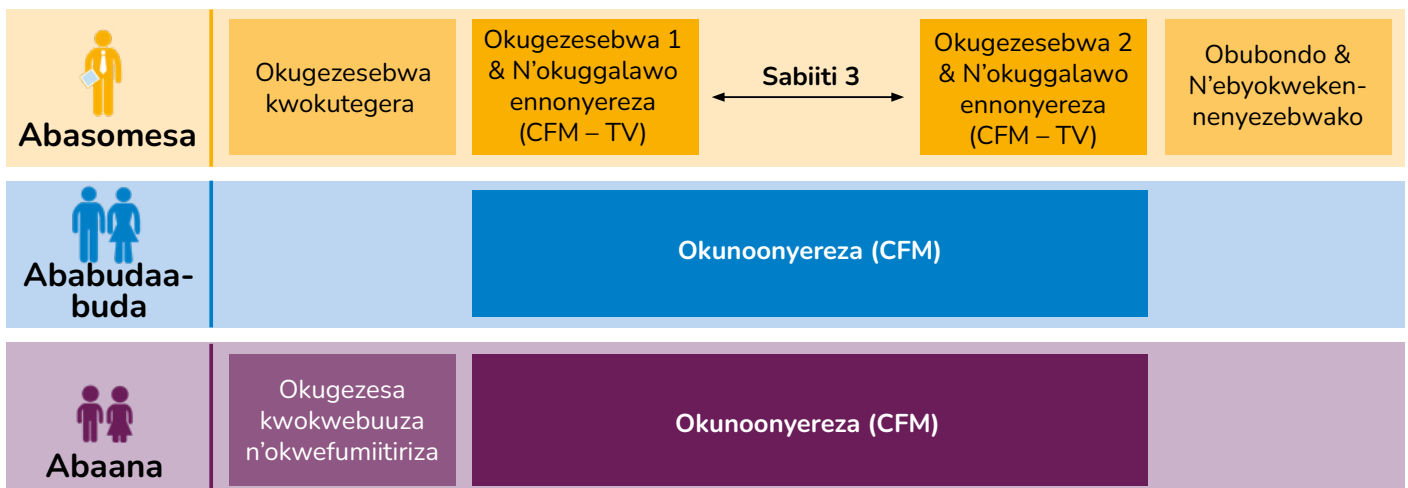 Abasomesa
Okugezesebwa
kwokutegera
Okugezesebwa 1
& N'okuggalawo
ennonyereza
(CFM – TV)
Sabiiti 3
Okugezesebwa 2
& N'okuggalawo
ennonyereza
(CFM – TV)
Obubondo &
N'ebyokweken-
nenyezebwako
Ababudaa-
buda
Okunoonyereza (CFM)
Abaana
Okugezesa
kwokwebuuza
n'okwefumiitiriza
Okunoonyereza (CFM)